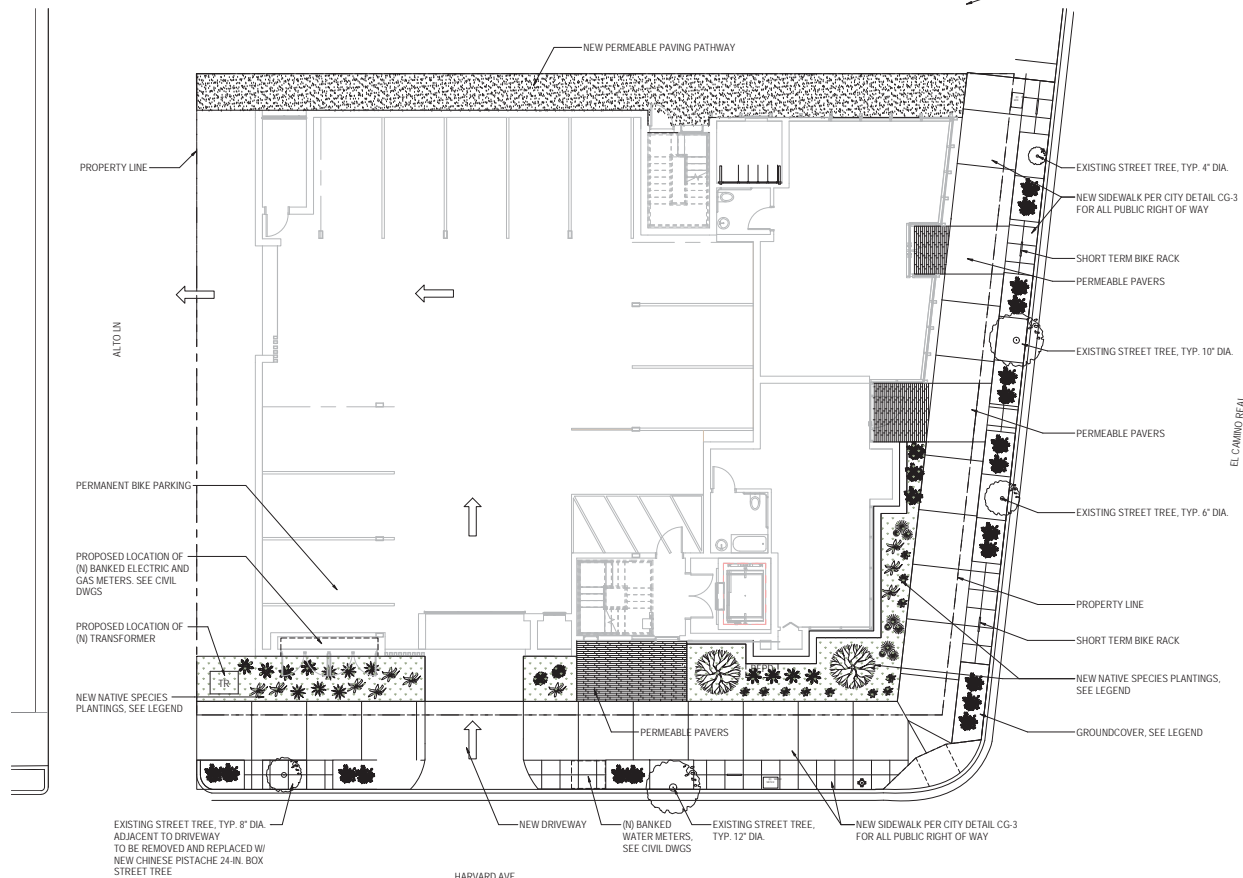 NEW PERMEABLE PAVING PATHWAY
PROPERTY LINE
EXISTING STREET TREE, TYP. 4" DIA.
NEW SIDEWALK PER CITY DETAIL CG-3
FOR ALL PUBLIC RIGHT OF WAY
SHORT TERM BIKE RACK
PERMEABLE PAVERS
ALTO LN
EXISTING STREET TREE, TYP. 10" DIA.
EL CAMINO REAL
PERMEABLE PAVERS
PERMANENT BIKE PARKING
EXISTING STREET TREE, TYP. 6" DIA.
PROPOSED LOCATION OF
(N) BANKED ELECTRIC AND
GAS METERS. SEE CIVIL
DWGS
PROPERTY LINE
PROPOSED LOCATION OF
(N) TRANSFORMER
SHORT TERM BIKE RACK
TR
NEW NATIVE SPECIES
PLANTINGS, SEE LEGEND
NEW NATIVE SPECIES PLANTINGS,
SEE LEGEND
PERMEABLE PAVERS
GROUNDCOVER, SEE LEGEND
EXISTING STREET TREE, TYP. 8" DIA.
ADJACENT TO DRIVEWAY
TO BE REMOVED AND REPLACED W/
NEW CHINESE PISTACHE 24-IN. BOX
STREET TREE
NEW DRIVEWAY
(N) BANKED
WATER METERS,
SEE CIVIL DWGS
EXISTING STREET TREE,
TYP. 12" DIA.
NEW SIDEWALK PER CITY DETAIL CG-3
FOR ALL PUBLIC RIGHT OF WAY
HARVARD AVE